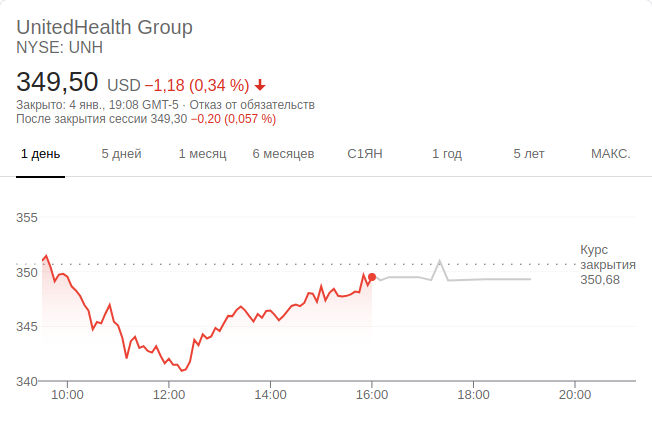 UnitedHealth Group
NYSE: UNH
349,50 USD −1,18 (0,34 %)
Закрыто: 4 янв., 19:08 GMT-5 · Отказ от обязательств
После закрытия сессии 349,30 −0,20 (0,057 %)
1 день 5 дней 1 месяц 6 месяцев С1ЯН 1 год 5 лет МАКС.
355
Курс
закрытия
350,68
350
345
340
10:00 12:00 14:00 16:00 18:00 20:00